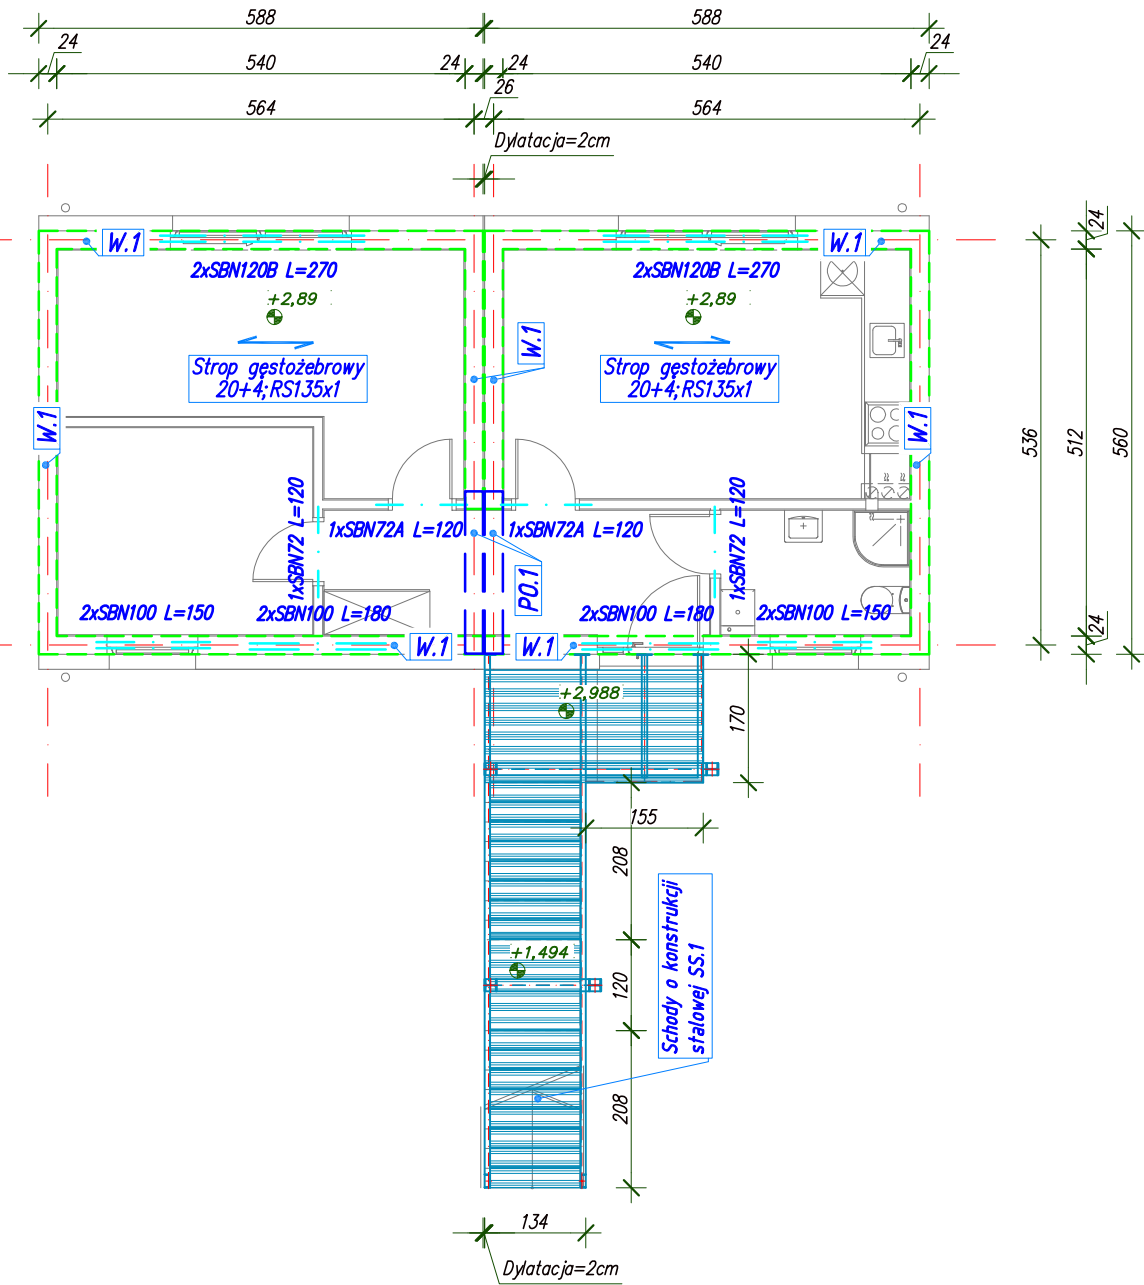 588
588
24
24
540
24
24
540
26
564
564
Dylatacja=2cm
W.1
W.1
24
2xSBN120B L=270
2xSBN120B L=270
+2,89
+2,89
W.1
Strop gęstożebrowy
20+4;RS135x1
Strop gęstożebrowy
20+4;RS135x1
W.1
W.1
536
512
560
1xSBN72 L=120
1xSBN72A L=120
1xSBN72A L=120
1xSBN72 L=120
PO.1
2xSBN100 L=150
2xSBN100 L=180
2xSBN100 L=180
2xSBN100 L=150
24
W.1
W.1
+2,988
170
155
208
Schody o konstrukcji
stalowej SS.1
+1,494
120
208
134
Dylatacja=2cm